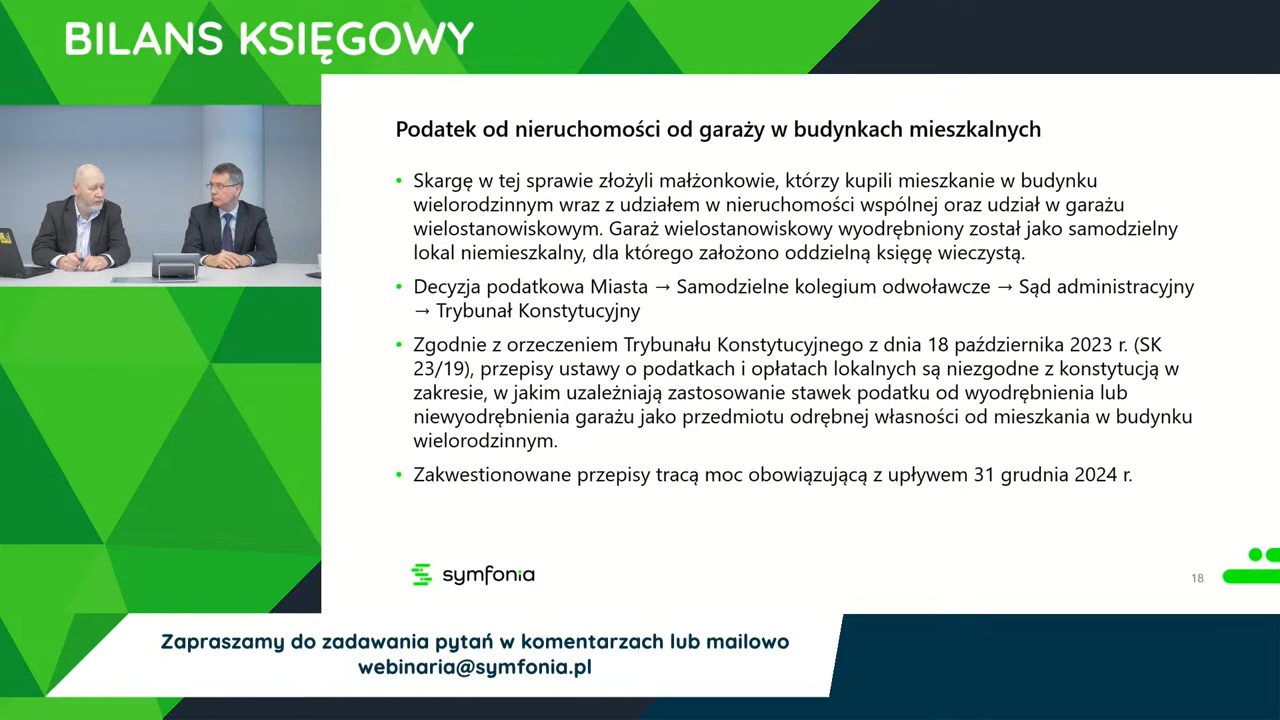 BILANS KSIĘGOWY
Podatek od nieruchomości od garaży w budynkach mieszkalnych
• Skargę w tej sprawie złożyli małżonkowie, którzy kupili mieszkanie w budynku
wielorodzinnym wraz z udziałem w nieruchomości wspólnej oraz udział w garażu
wielostanowiskowym. Garaż wielostanowiskowy wyodrębniony został jako samodzielny
lokal niemieszkalny, dla którego założono oddzielną księgę wieczystą.
• Decyzja podatkowa Miasta → Samodzielne kolegium odwoławcze → Sąd administracyjny
→ Trybunał Konstytucyjny
• Zgodnie z orzeczeniem Trybunału Konstytucyjnego z dnia 18 października 2023 r. (SK
23/19), przepisy ustawy o podatkach i opłatach lokalnych są niezgodne z konstytucją w
zakresie, w jakim uzależniają zastosowanie stawek podatku od wyodrębnienia lub
niewyodrębnienia garażu jako przedmiotu odrębnej własności od mieszkania w budynku
wielorodzinnym.
• Zakwestionowane przepisy tracą moc obowiązującą z upływem 31 grudnia 2024 r.
symfonia
18
Zapraszamy do zadawania pytań w komentarzach lub mailowo
webinaria@symfonia.pl